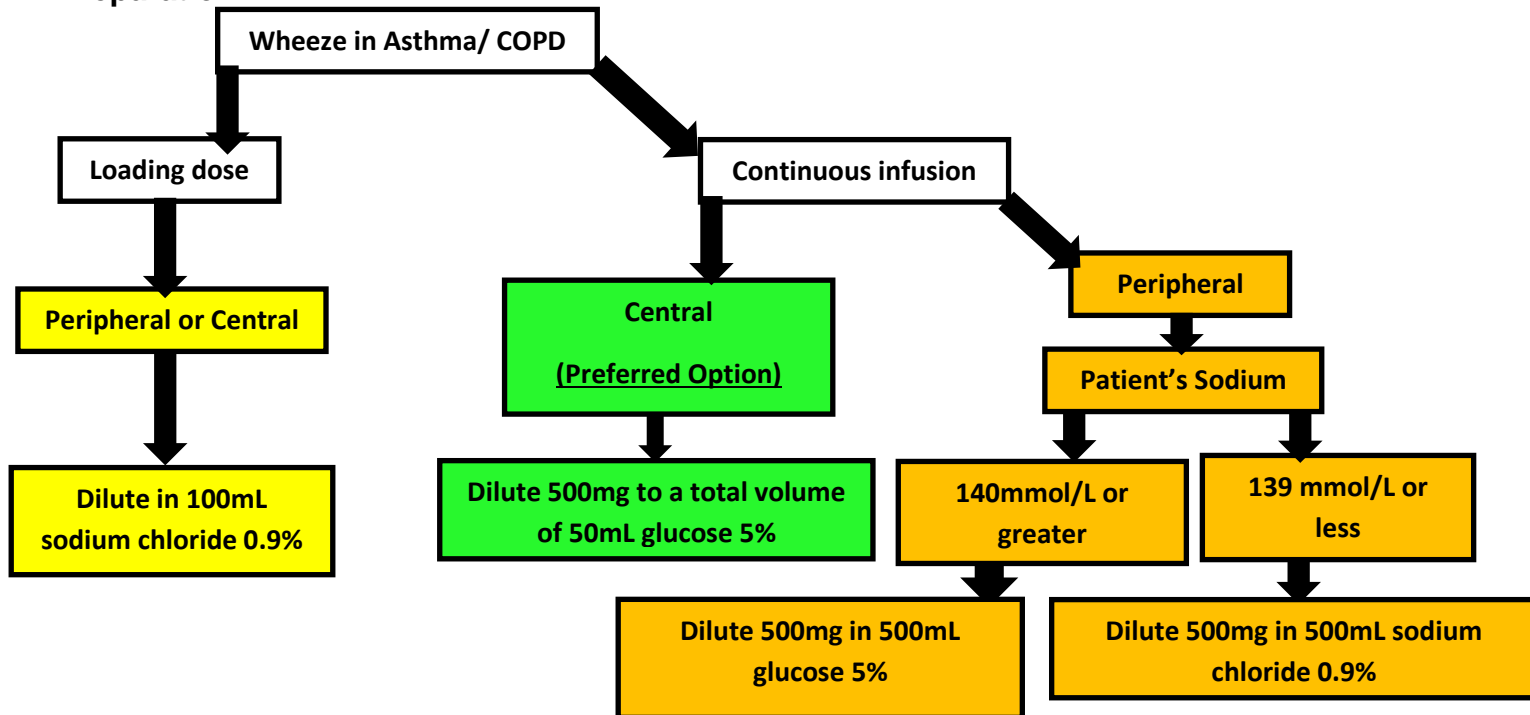 Wheeze in Asthma/ COPD
Loading dose
Continuous infusion
Peripheral or Central
Central
(Preferred Option)
Peripheral
Patient’s Sodium
Dilute in 100mL
sodium chloride 0.9%
Dilute 500mg to a total volume
of 50mL glucose 5%
140mmol/L or
greater
139 mmol/L or
less
Dilute 500mg in 500mL
glucose 5%
Dilute 500mg in 500mL sodium
chloride 0.9%